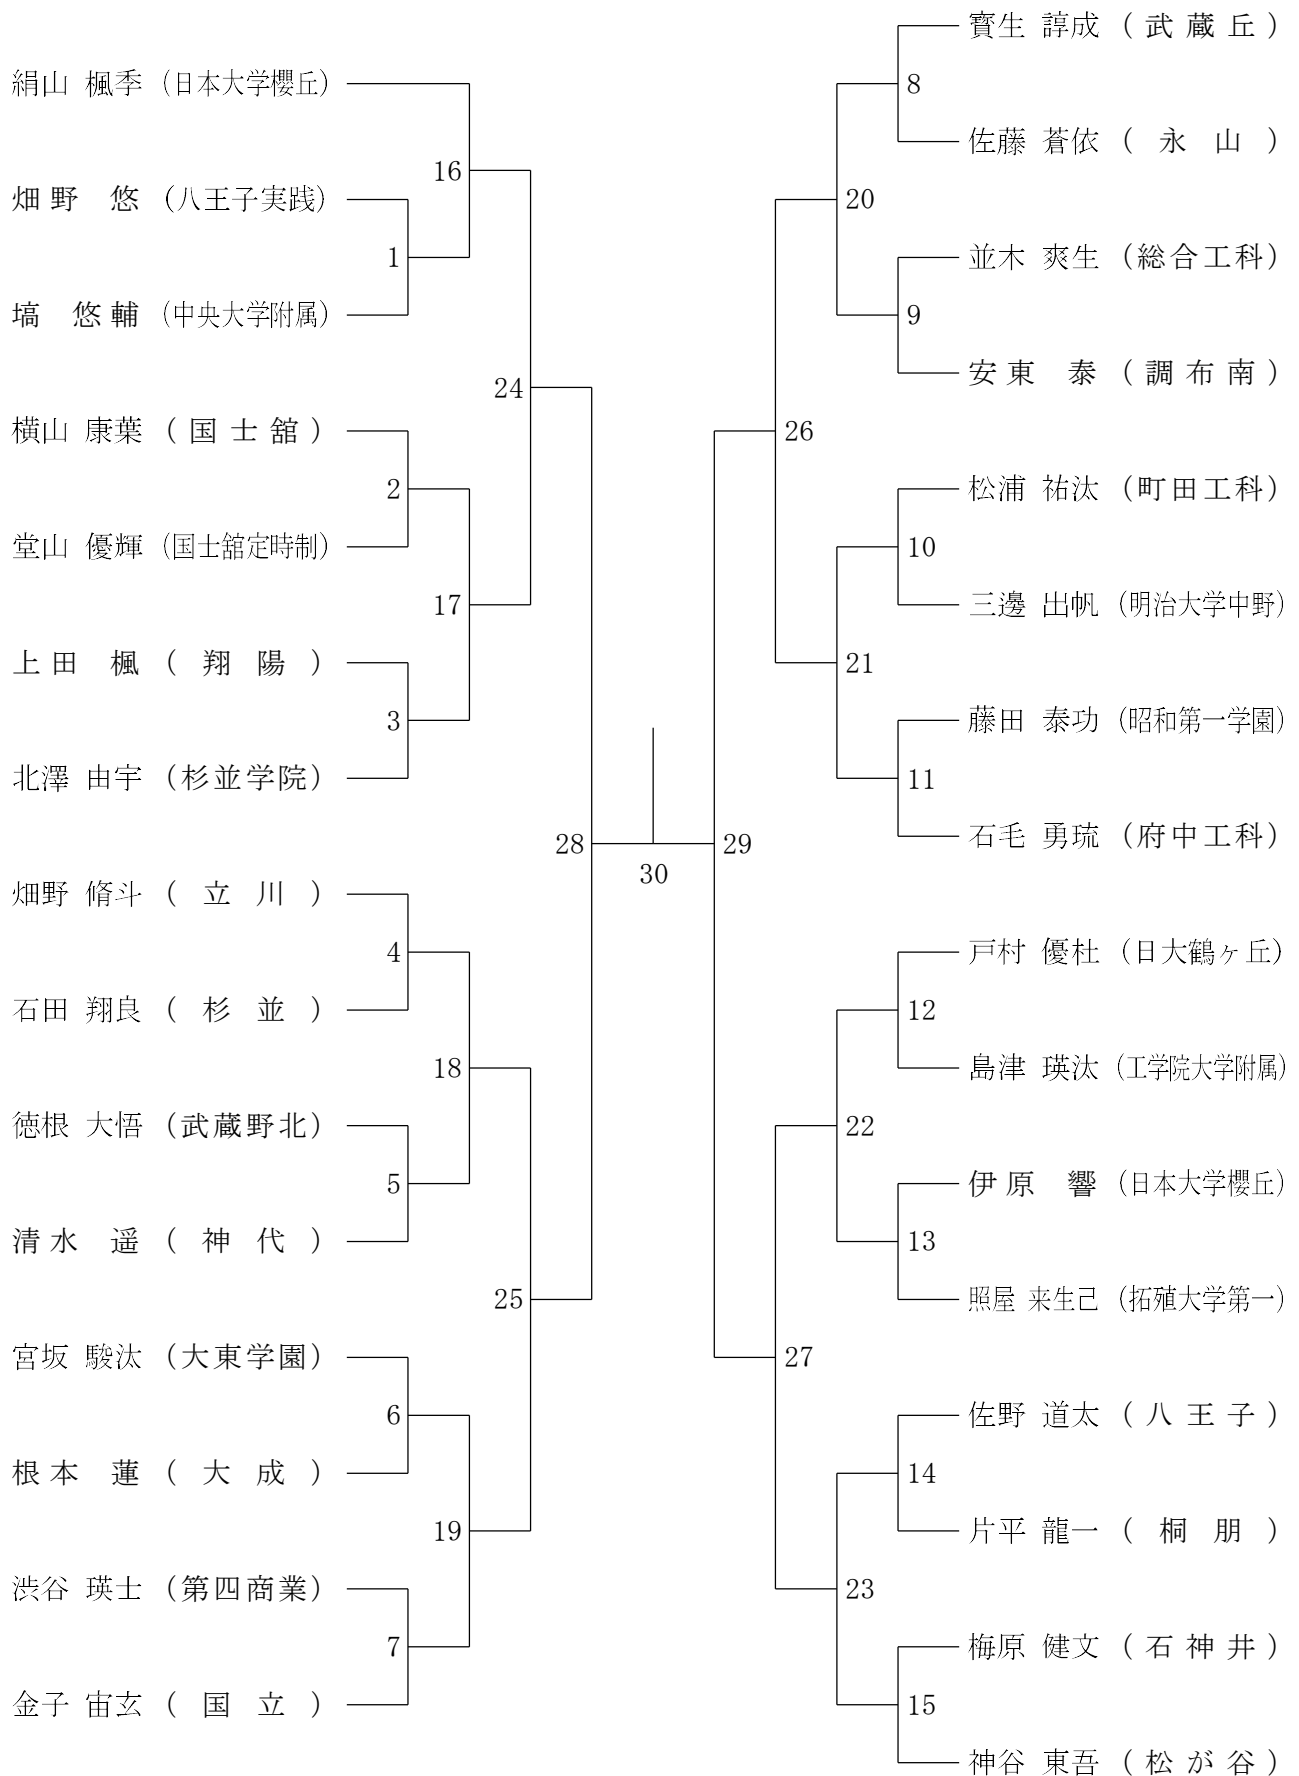 絹山 楓季 (日本大学櫻丘)
畑野 悠 (八王子実践)
塙 悠輔 (中央大学附属)
横山 康葉 (国士舘)
堂山 優輝 (国士舘定時制)
上田 楓 (翔陽)
北澤 由宇 (杉並学院)
畑野 脩斗 (立川)
石田 翔良 (杉並)
徳根 大悟 (武蔵野北)
清水 遥 (神代)
宮坂 駿汰 (大東学園)
根本 蓮 (大成)
渋谷 瑛士 (第四商業)
金子 宙玄 (国立)
1
2
3
4
5
6
7
16
17
18
19
24
25
28
30
29
26
27
20
21
22
23
8
9
10
11
12
13
14
15
寳生 諄成 (武蔵丘)
佐藤 蒼依 (永山)
並木 爽生 (総合工科)
安東 泰 (調布南)
松浦 祐汰 (町田工科)
三邊 出帆 (明治大学中野)
藤田 泰功 (昭和第一学園)
石毛 勇琉 (府中工科)
戸村 優杜 (日大鶴ヶ丘)
島津 瑛汰 (工学院大学附属)
伊原 響 (日本大学櫻丘)
照屋 来生己 (拓殖大学第一)
佐野 道太 (八王子)
片平 龍一 (桐朋)
梅原 健文 (石神井)
神谷 東吾 (松が谷)